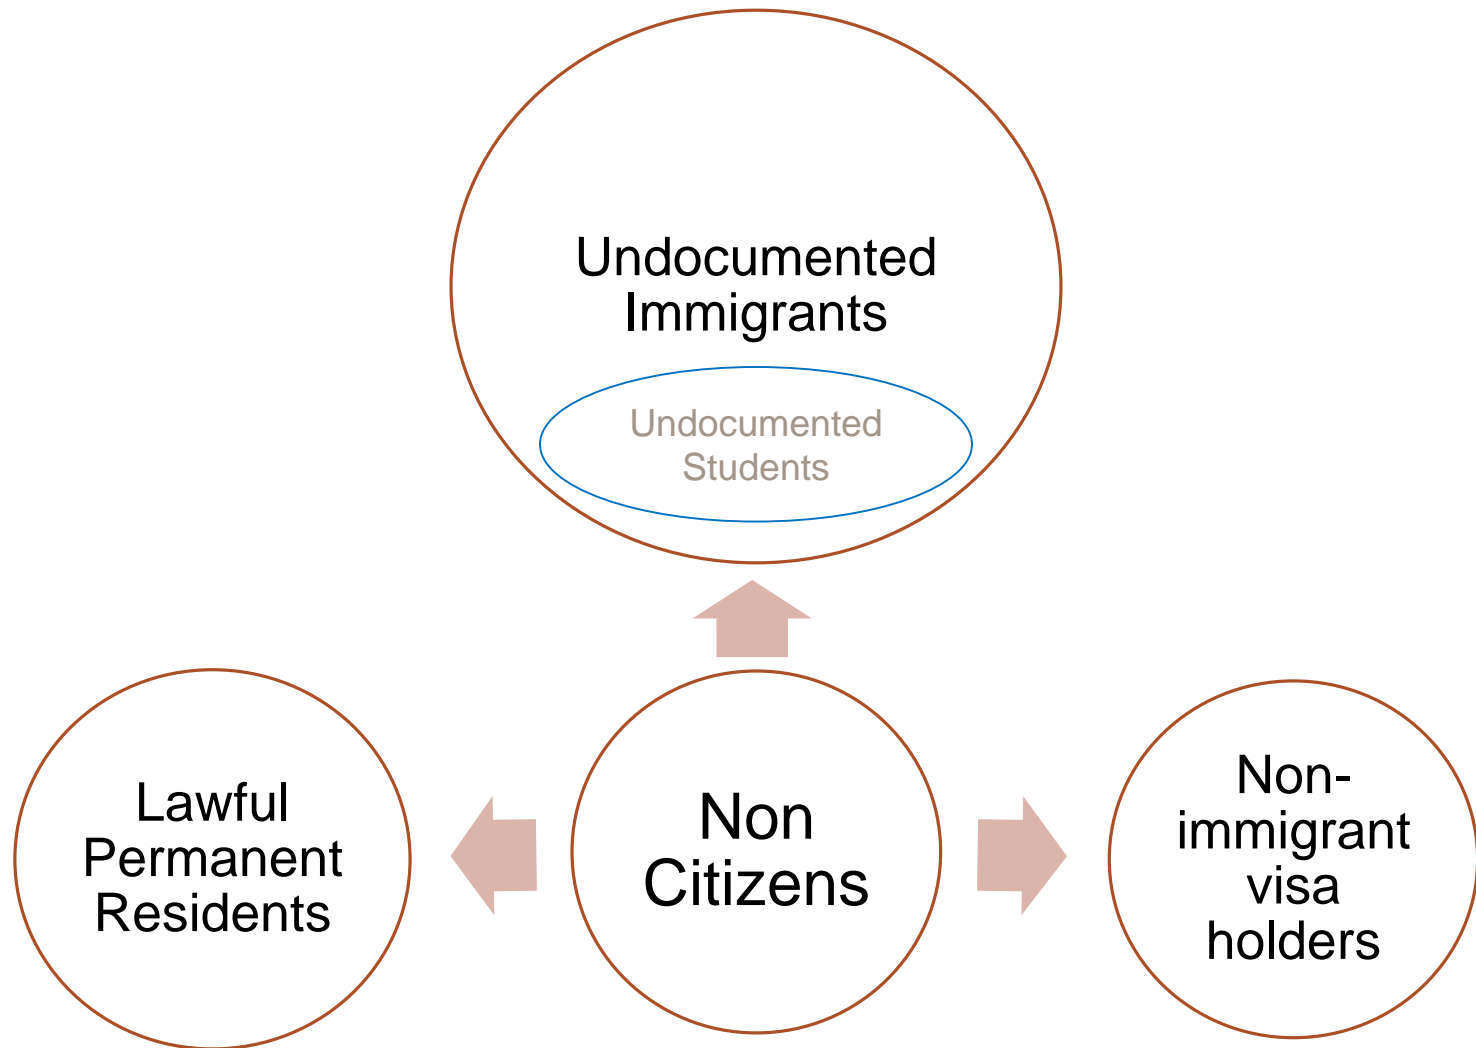 Undocumented
Immigrants
Undocumented
Students
Lawful
Permanent
Residents
Non
Citizens
Non-
immigrant
visa
holders